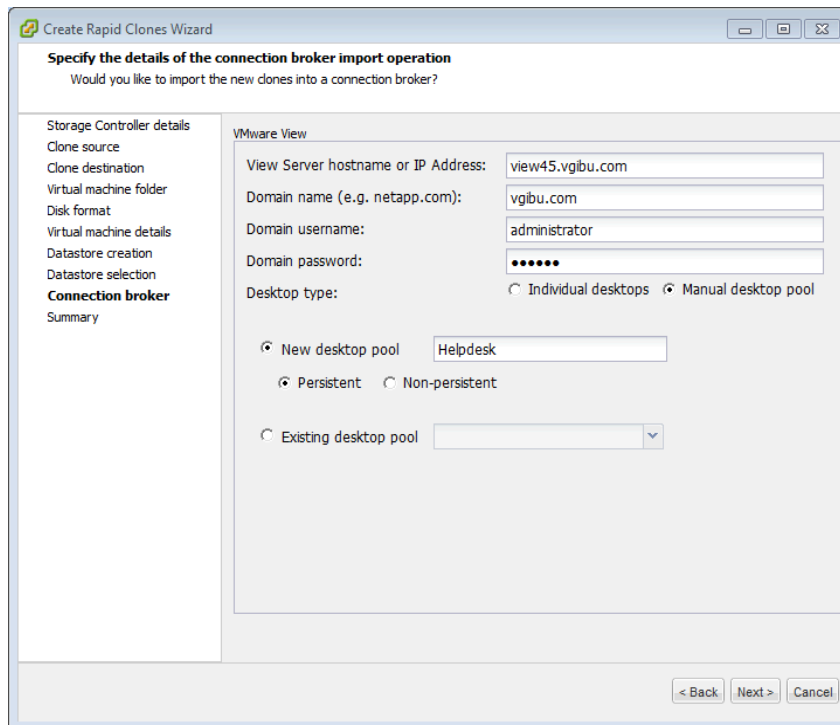 Create Rapid Clones Wizard
Specify the details of the connection broker import operation
Would you like to import the new clones into a connection broker?
Storage Controller details
Clone source
Clone destination
Virtual machine folder
Disk format
Virtual machine details
Datastore creation
Datastore selection
Connection broker
Summary
VMware View
View Server hostname or IP Address: view45.vgibu.com
Domain name (e.g. netapp.com): vgibu.com
Domain username: administrator
Domain password: ••••••
Desktop type: Individual desktops Manual desktop pool
New desktop pool Helpdesk
Persistent Non-persistent
Existing desktop pool
< Back Next > Cancel